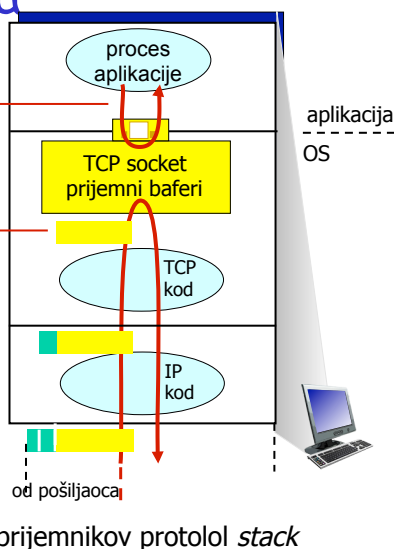 proces
aplikacije
aplikacija
OS
TCP socket
prijemni baferi
TCP
kod
IP
kod
od pošiljaoca
prijemnikov protolol stack